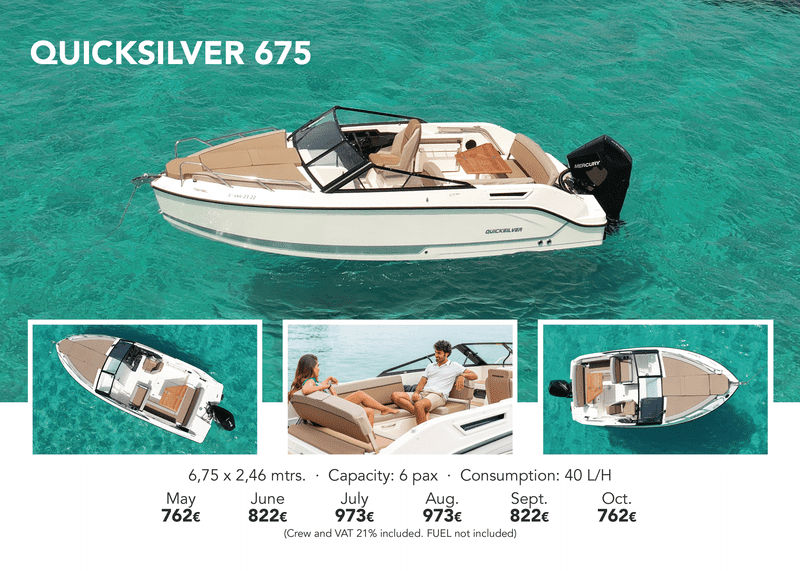 QUICKSILVER 675
MERCURY
QUICKSILVER
6,75 x 2,46 mtrs. · Capacity: 6 pax · Consumption: 40 L/H
May June July Aug. Sept. Oct.
762€ 822€ 973€ 973€ 822€ 762€
(Crew and VAT 21% included. FUEL not included)